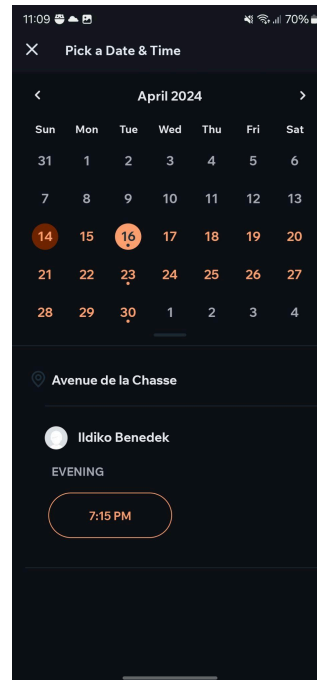 11:09 70%
Pick a Date & Time
April 2024
Sun Mon Tue Wed Thu Fri Sat
31 1 2 3 4 5 6
7 8 9 10 11 12 13
14 15 16 17 18 19 20
21 22 23 24 25 26 27
28 29 30 1 2 3 4
Avenue de la Chasse
Ildiko Benedek
EVENING
7:15 PM